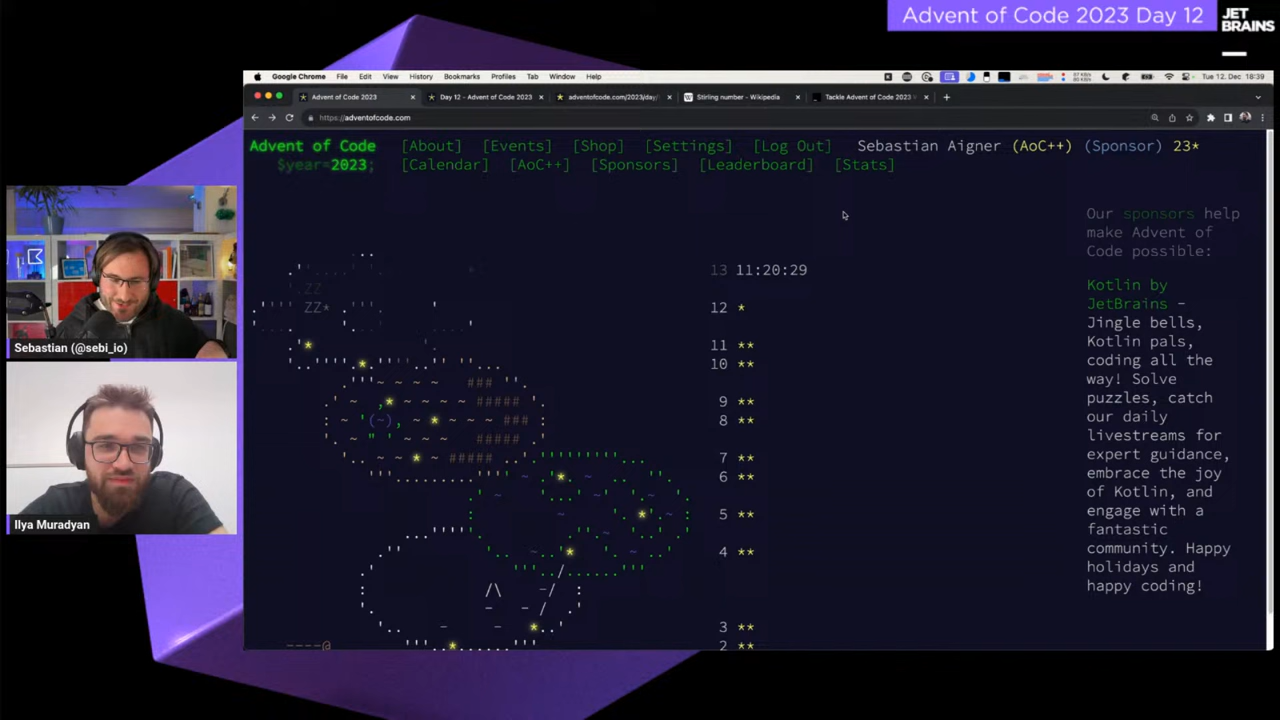 Advent of Code 2023 Day 12
JET
BRAINS
Google Chrome File Edit View History Bookmarks Profiles Tab Window Help
Tue 12. Dec 18:39
Advent of Code 2023
Day 12 - Advent of Code 2023
adventofcode.com/2023/day
Stirling number - Wikipedia
Tackle Advent of Code 2023
https://adventofcode.com
Advent of Code [About] [Events] [Shop] [Settings] [Log Out] Sebastian Aigner (AoC++) (Sponsor) 23*
$year=2023; [Calendar] [AoC++] [Sponsors] [Leaderboard] [Stats]
Our sponsors help
make Advent of
Code possible:
Kotlin by
JetBrains -
Jingle bells,
Kotlin pals,
coding all the
way! Solve
puzzles, catch
our daily
livestreams for
expert guidance,
embrace the joy
of Kotlin, and
engage with a
fantastic
community. Happy
holidays and
happy coding!
13 11:20:29
12 *
11 **
10 **
9 **
8 **
7 **
6 **
5 **
4 **
3 **
2 **
Sebastian (@sebi_io)
Ilya Muradyan